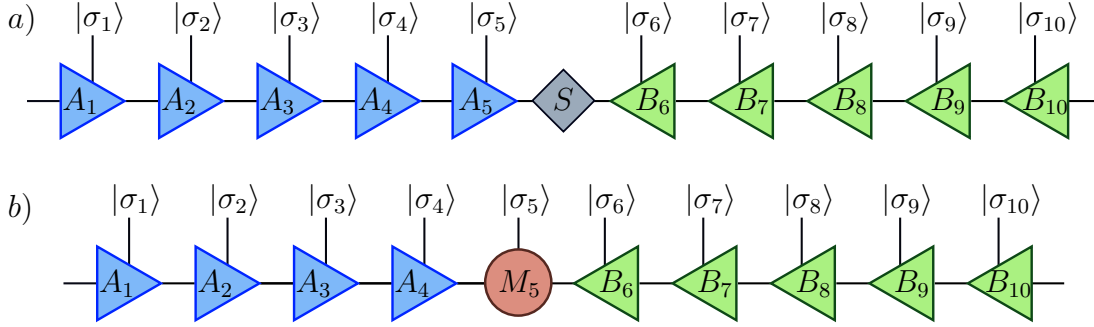 a) |σ₁⟩ |σ₂⟩ |σ₃⟩ |σ₄⟩ |σ₅⟩ |σ₆⟩ |σ₇⟩ |σ₈⟩ |σ₉⟩ |σ₁₀⟩
A₁ A₂ A₃ A₄ A₅ S B₆ B₇ B₈ B₉ B₁₀
b) |σ₁⟩ |σ₂⟩ |σ₃⟩ |σ₄⟩ |σ₅⟩ |σ₆⟩ |σ₇⟩ |σ₈⟩ |σ₉⟩ |σ₁₀⟩
A₁ A₂ A₃ A₄ M₅ B₆ B₇ B₈ B₉ B₁₀